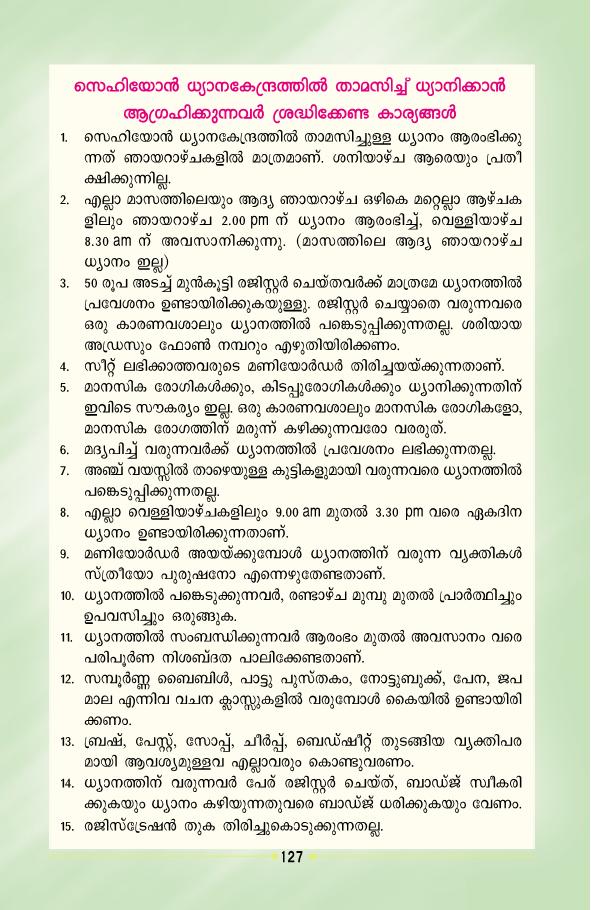 സെഹിയോൻ ധ്യാനകേന്ദ്രത്തിൽ താമസിച്ച് ധ്യാനിക്കാൻ
ആഗ്രഹിക്കുന്നവർ ശ്രദ്ധിക്കേണ്ട കാര്യങ്ങൾ
1. സെഹിയോൻ ധ്യാനകേന്ദ്രത്തിൽ താമസിച്ചുള്ള ധ്യാനം ആരംഭിക്കു
ന്നത് ഞായറാഴ്ചകളിൽ മാത്രമാണ്. ശനിയാഴ്ച ആരെയും പ്രതീ
ക്ഷിക്കുന്നില്ല.
2. എല്ലാ മാസത്തിലെയും ആദ്യ ഞായറാഴ്ച ഒഴികെ മറ്റെല്ലാ ആഴ്ചക
ളിലും ഞായറാഴ്ച 2.00 pm ന് ധ്യാനം ആരംഭിച്ച്, വെള്ളിയാഴ്ച
8.30 am ന് അവസാനിക്കുന്നു. (മാസത്തിലെ ആദ്യ ഞായറാഴ്ച
ധ്യാനം ഇല്ല)
3. 50 രൂപ അടച്ച് മുൻകൂട്ടി രജിസ്റ്റർ ചെയ്തവർക്ക് മാത്രമേ ധ്യാനത്തിൽ
പ്രവേശനം ഉണ്ടായിരിക്കുകയുള്ളു. രജിസ്റ്റർ ചെയ്യാതെ വരുന്നവരെ
ഒരു കാരണവശാലും ധ്യാനത്തിൽ പങ്കെടുപ്പിക്കുന്നതല്ല. ശരിയായ
അഡ്രസും ഫോൺ നമ്പറും എഴുതിയിരിക്കണം.
4. സീറ്റ് ലഭിക്കാത്തവരുടെ മണിയോർഡർ തിരിച്ചയയ്ക്കുന്നതാണ്.
5. മാനസിക രോഗികൾക്കും, കിടപ്പുരോഗികൾക്കും ധ്യാനിക്കുന്നതിന്
ഇവിടെ സൗകര്യം ഇല്ല. ഒരു കാരണവശാലും മാനസിക രോഗികളോ,
മാനസിക രോഗത്തിന് മരുന്ന് കഴിക്കുന്നവരോ വരരുത്.
6. മദ്യപിച്ച് വരുന്നവർക്ക് ധ്യാനത്തിൽ പ്രവേശനം ലഭിക്കുന്നതല്ല.
7. അഞ്ച് വയസ്സിൽ താഴെയുള്ള കുട്ടികളുമായി വരുന്നവരെ ധ്യാനത്തിൽ
പങ്കെടുപ്പിക്കുന്നതല്ല.
8. എല്ലാ വെള്ളിയാഴ്ചകളിലും 9.00 am മുതൽ 3.30 pm വരെ ഏകദിന
ധ്യാനം ഉണ്ടായിരിക്കുന്നതാണ്.
9. മണിയോർഡർ അയയ്ക്കുമ്പോൾ ധ്യാനത്തിന് വരുന്ന വ്യക്തികൾ
സ്ത്രീയോ പുരുഷനോ എന്നെഴുതേണ്ടതാണ്.
10. ധ്യാനത്തിൽ പങ്കെടുക്കുന്നവർ, രണ്ടാഴ്ച മുമ്പു മുതൽ പ്രാർത്ഥിച്ചും
ഉപവസിച്ചും ഒരുങ്ങുക.
11. ധ്യാനത്തിൽ സംബന്ധിക്കുന്നവർ ആരംഭം മുതൽ അവസാനം വരെ
പരിപൂർണ നിശബ്ദത പാലിക്കേണ്ടതാണ്.
12. സമ്പൂർണ്ണ ബൈബിൾ, പാട്ടു പുസ്തകം, നോട്ടുബുക്ക്, പേന, ജപ
മാല എന്നിവ വചന ക്ലാസ്സുകളിൽ വരുമ്പോൾ കൈയിൽ ഉണ്ടായിരി
ക്കണം.
13. ബ്രഷ്, പേസ്റ്റ്, സോപ്പ്, ചീർപ്പ്, ബെഡ്ഷീറ്റ് തുടങ്ങിയ വ്യക്തിപര
മായി ആവശ്യമുള്ളവ എല്ലാവരും കൊണ്ടുവരണം.
14. ധ്യാനത്തിന് വരുന്നവർ പേര് രജിസ്റ്റർ ചെയ്ത്, ബാഡ്ജ് സ്വീകരി
ക്കുകയും ധ്യാനം കഴിയുന്നതുവരെ ബാഡ്ജ് ധരിക്കുകയും വേണം.
15. രജിസ്ട്രേഷൻ തുക തിരിച്ചുകൊടുക്കുന്നതല്ല.
127